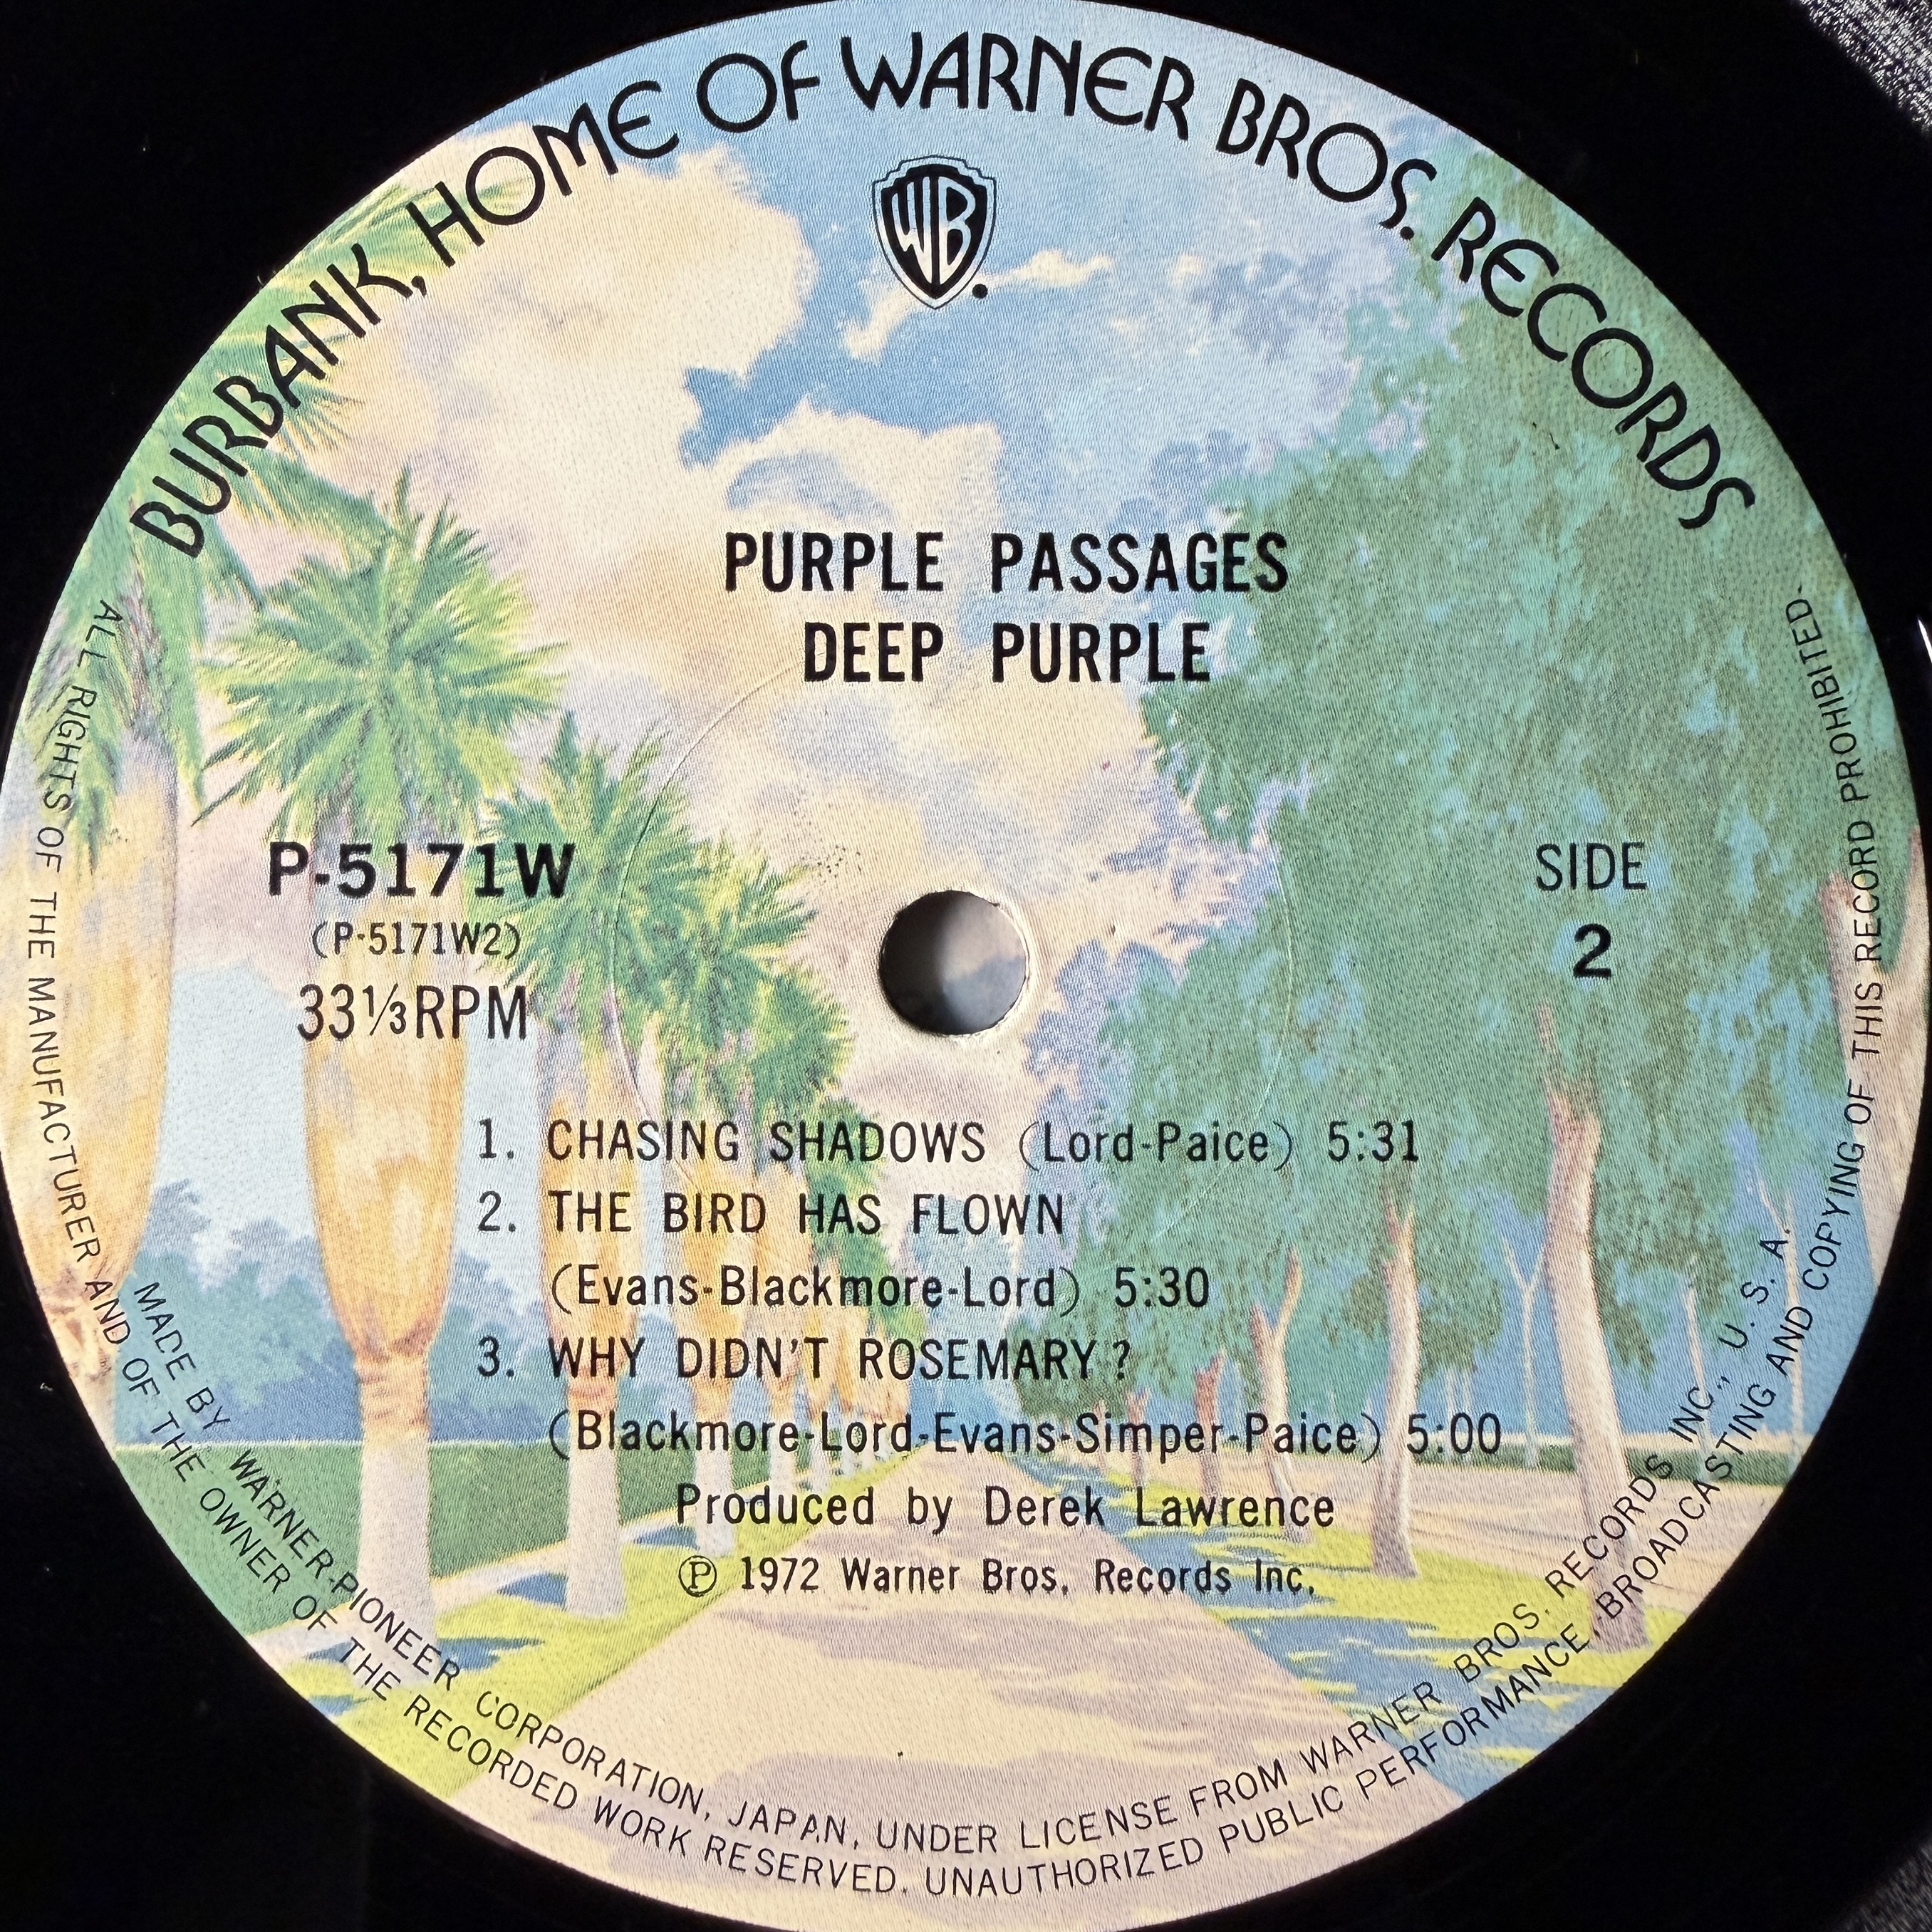 BURBANK, HOME OF WARNER BROS. RECORDS
WB
PURPLE PASSAGES
DEEP PURPLE
P-5171W
(P-5171W2)
33⅓RPM
SIDE
2
1. CHASING SHADOWS (Lord-Paice) 5:31
2. THE BIRD HAS FLOWN
(Evans-Blackmore-Lord) 5:30
3. WHY DIDN'T ROSEMARY?
(Blackmore-Lord-Evans-Simper-Paice) 5:00
Produced by Derek Lawrence
Ⓟ 1972 Warner Bros. Records Inc.
MADE BY WARNER-PIONEER CORPORATION, JAPAN, UNDER LICENSE FROM WARNER BROS. RECORDS INC., U. S. A.
ALL RIGHTS OF THE MANUFACTURER AND OF THE OWNER OF THE RECORDED WORK RESERVED. UNAUTHORIZED PUBLIC PERFORMANCE, BROADCASTING AND COPYING OF THIS RECORD PROHIBITED.